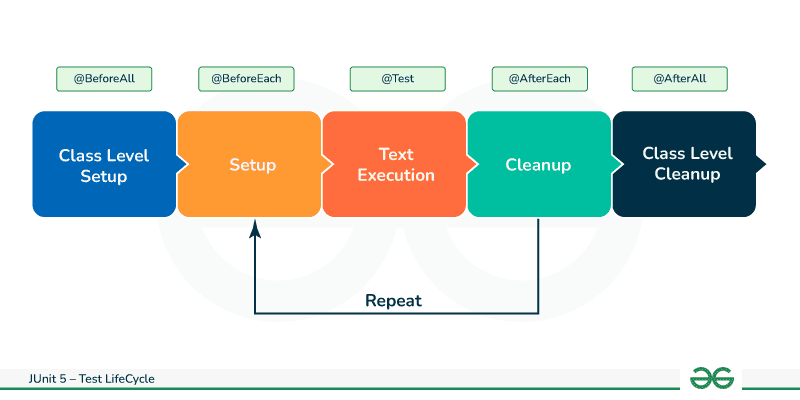 @BeforeAll
@BeforeEach
@Test
@AfterEach
@AfterAll
Class Level
Setup
Setup
Text
Execution
Cleanup
Class Level
Cleanup
Repeat
JUnit 5 – Test LifeCycle